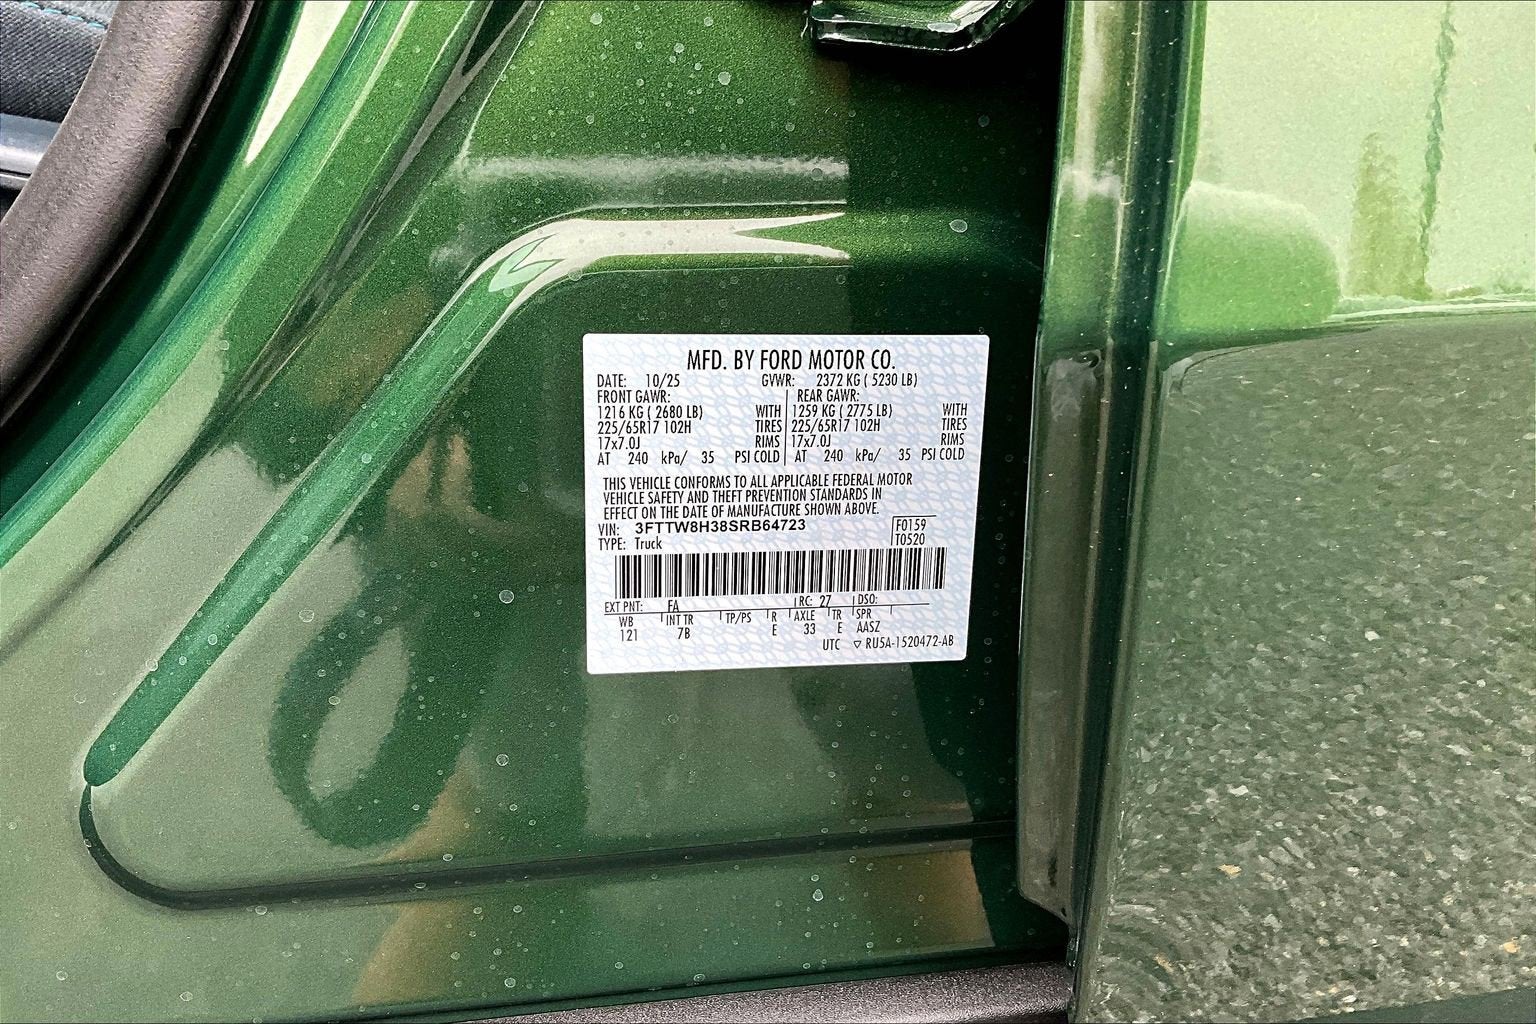 MFD. BY FORD MOTOR CO.
DATE: 10/25 GVWR: 2372 KG ( 5230 LB)
FRONT GAWR: REAR GAWR:
1216 KG ( 2680 LB) WITH 1259 KG ( 2775 LB) WITH
225/65R17 102H TIRES 225/65R17 102H TIRES
17x7.0J RIMS 17x7.0J RIMS
AT 240 kPa/ 35 PSI COLD AT 240 kPa/ 35 PSI COLD
THIS VEHICLE CONFORMS TO ALL APPLICABLE FEDERAL MOTOR
VEHICLE SAFETY AND THEFT PREVENTION STANDARDS IN
EFFECT ON THE DATE OF MANUFACTURE SHOWN ABOVE.
VIN: 3FTTW8H38SRB64723 F0159
TYPE: Truck T0520
EXT PNT: FA RC: 27 DSO:
WB INT TR TP/PS R AXLE TR SPR
121 7B E 33 E AASZ
UTC ▽ RU5A-1520472-AB